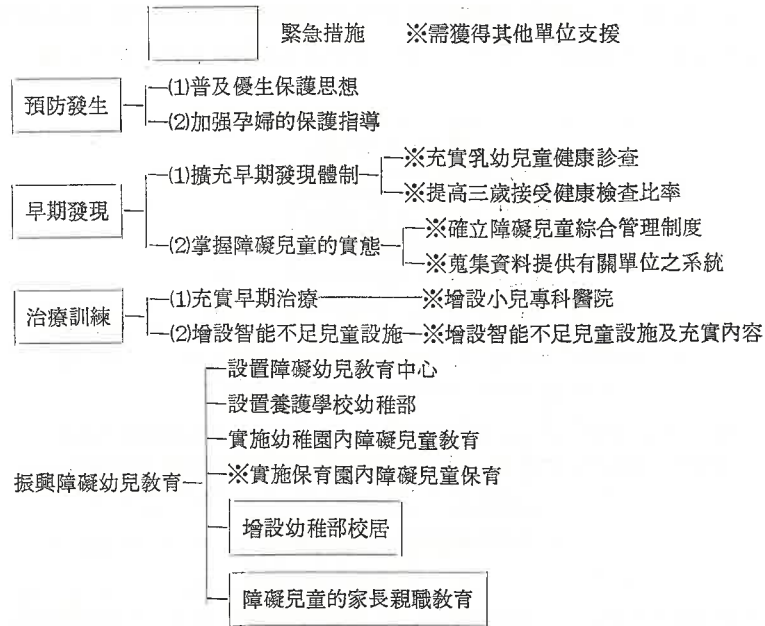 緊急措施 ※需獲得其他單位支援
預防發生
(1)普及優生保護思想
(2)加强孕婦的保護指導
早期發現
(1)擴充早期發現體制
※充實乳幼兒童健康診查
※提高三歲接受健康檢查比率
(2)掌握障礙兒童的實態
※確立障礙兒童綜合管理制度
※蒐集資料提供有關單位之系統
治療訓練
(1)充實早期治療
※增設小兒專科醫院
(2)增設智能不足兒童設施
※增設智能不足兒童設施及充實內容
振興障礙幼兒教育
設置障礙幼兒教育中心
設置養護學校幼稚部
實施幼稚園內障礙兒童教育
※實施保育園內障礙兒童保育
增設幼稚部校居
障礙兒童的家長親職教育